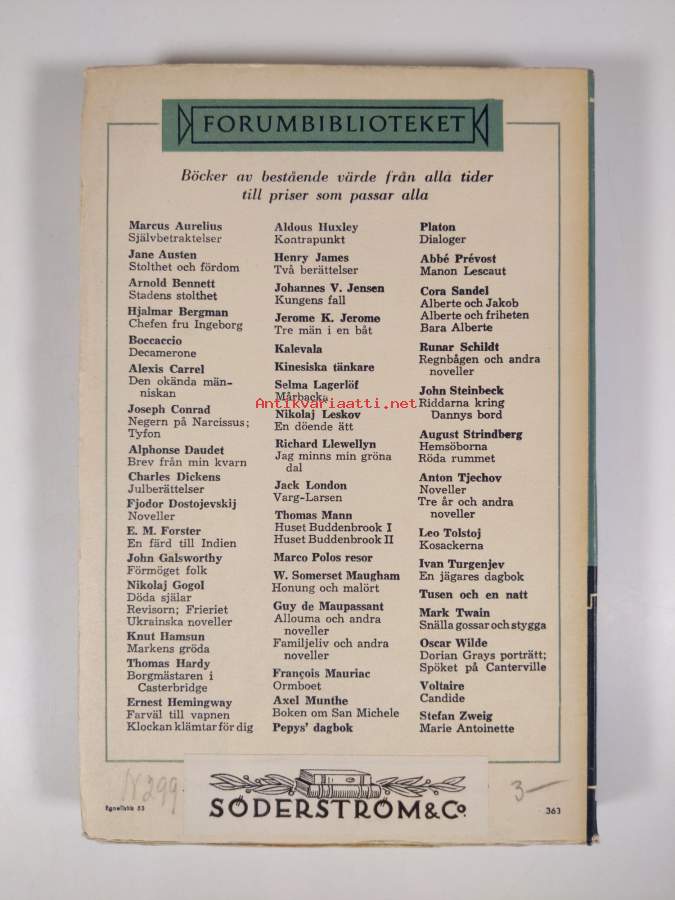 FORUMBIBLIOTEKET
Böcker av bestående värde från alla tider
till priser som passar alla
Marcus Aurelius
Självbetraktelser
Jane Austen
Stolthet och fördom
Arnold Bennett
Stadens stolthet
Hjalmar Bergman
Chefen fru Ingeborg
Boccaccio
Decamerone
Alexis Carrel
Den okända män-
niskan
Joseph Conrad
Negern på Narcissus;
Tyfon
Alphonse Daudet
Brev från min kvarn
Charles Dickens
Julberättelser
Fjodor Dostojevskij
Noveller
E. M. Forster
En färd till Indien
John Galsworthy
Förmöget folk
Nikolaj Gogol
Döda själar
Revisorn; Frieriet
Ukrainska noveller
Knut Hamsun
Markens gröda
Thomas Hardy
Borgmästaren i
Casterbridge
Ernest Hemingway
Farväl till vapnen
Klockan klämtar för dig
Aldous Huxley
Kontrapunkt
Henry James
Två berättelser
Johannes V. Jensen
Kungens fall
Jerome K. Jerome
Tre män i en båt
Kalevala
Kinesiska tänkare
Selma Lagerlöf
Mårbacka
Nikolaj Leskov
En döende ätt
Richard Llewellyn
Jag minns min gröna
dal
Jack London
Varg-Larsen
Thomas Mann
Huset Buddenbrook I
Huset Buddenbrook II
Marco Polos resor
W. Somerset Maugham
Honung och malört
Guy de Maupassant
Allouma och andra
noveller
Familjeliv och andra
noveller
François Mauriac
Ormboet
Axel Munthe
Boken om San Michele
Pepys' dagbok
Platon
Dialoger
Abbé Prévost
Manon Lescaut
Cora Sandel
Alberte och Jakob
Alberte och friheten
Bara Alberte
Runar Schildt
Regnbågen och andra
noveller
John Steinbeck
Riddarna kring
Dannys bord
August Strindberg
Hemsöborna
Röda rummet
Anton Tjechov
Noveller
Tre år och andra
noveller
Leo Tolstoj
Kosackerna
Ivan Turgenjev
En jägares dagbok
Tusen och en natt
Mark Twain
Snälla gossar och stygga
Oscar Wilde
Dorian Grays porträtt;
Spöket på Canterville
Voltaire
Candide
Stefan Zweig
Marie Antoinette
Antikvariaatti.net
N299
3—
SÖDERSTRÖM & Co.
Egnellska 53
363